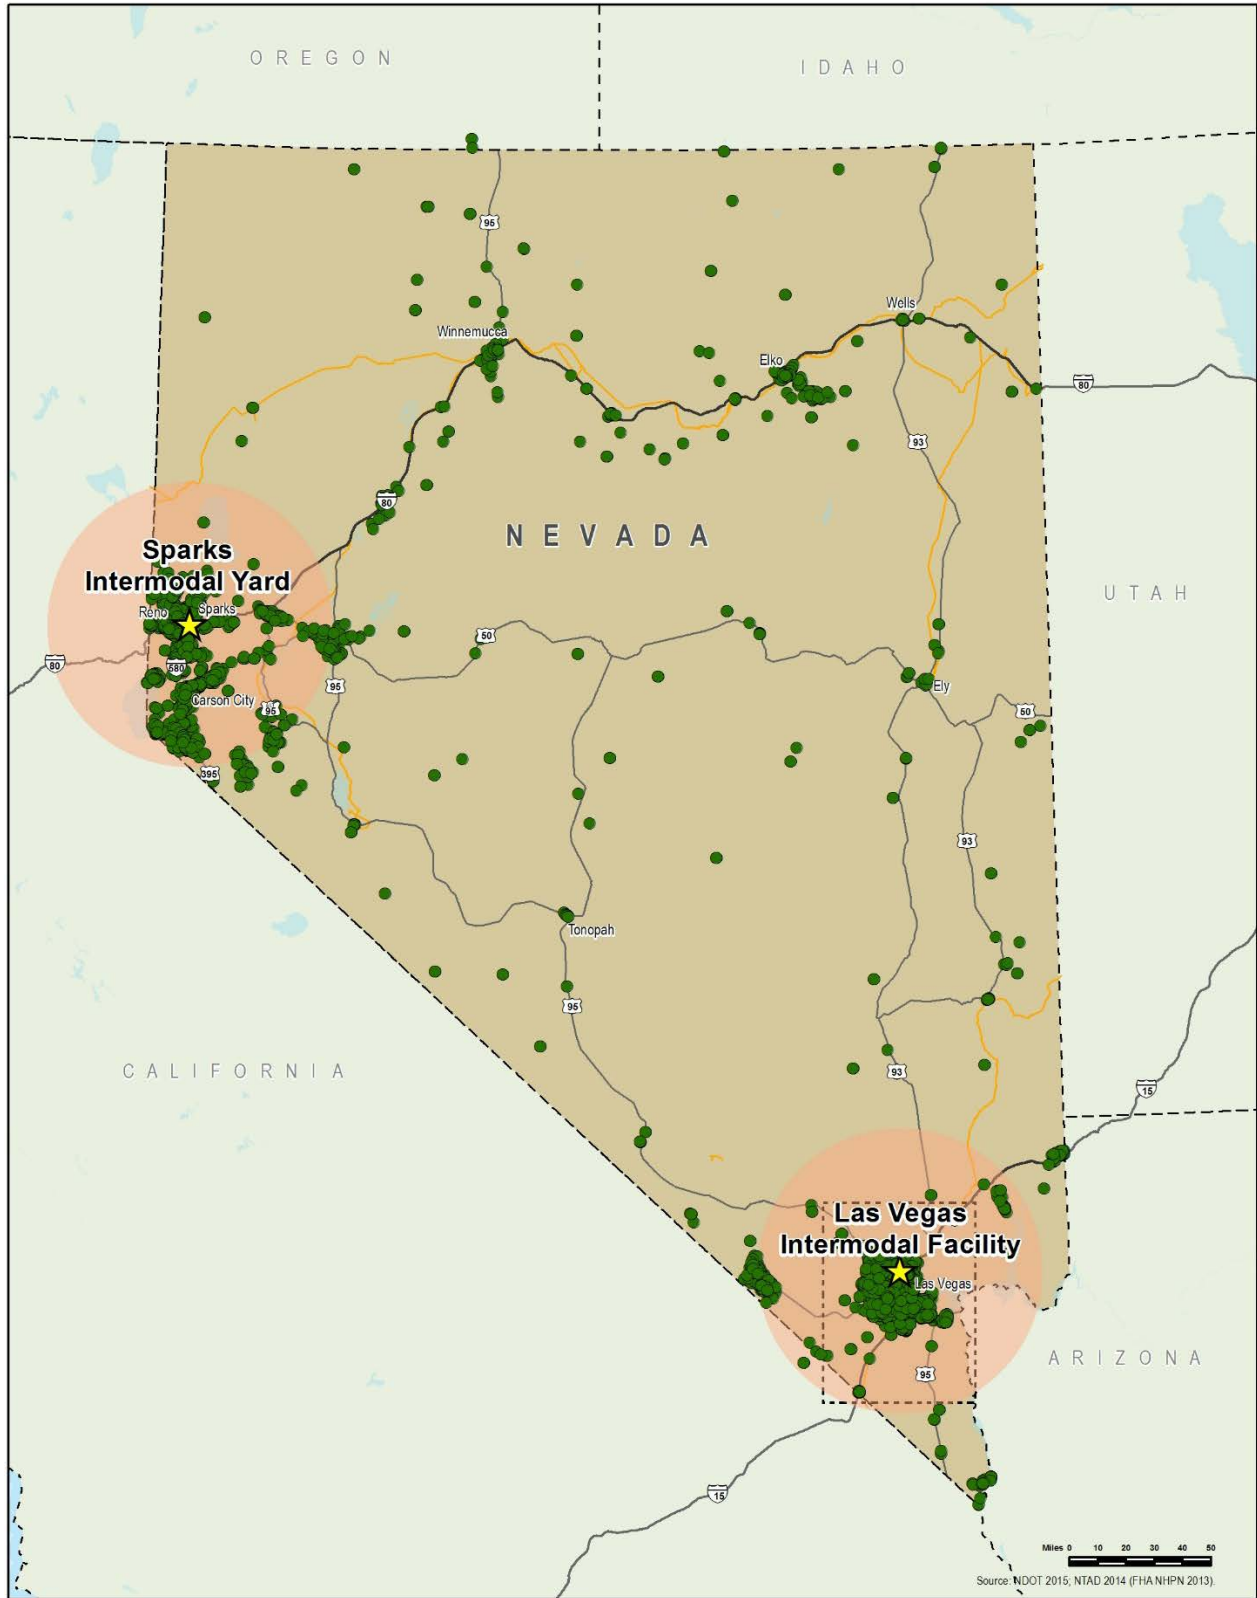 OREGON
IDAHO
95
Wells
Winnemucca
Elko
80
93
80
NEVADA
Sparks
Intermodal Yard
UTAH
Reno
Sparks
50
80
580
95
Ely
Carson City
95
50
395
93
Tonopah
95
CALIFORNIA
93
15
Las Vegas
Intermodal Facility
Las Vegas
ARIZONA
95
15
Miles 0 10 20 30 40 50
Source: NDOT 2015; NTAD 2014 (FHA NHPN 2013).